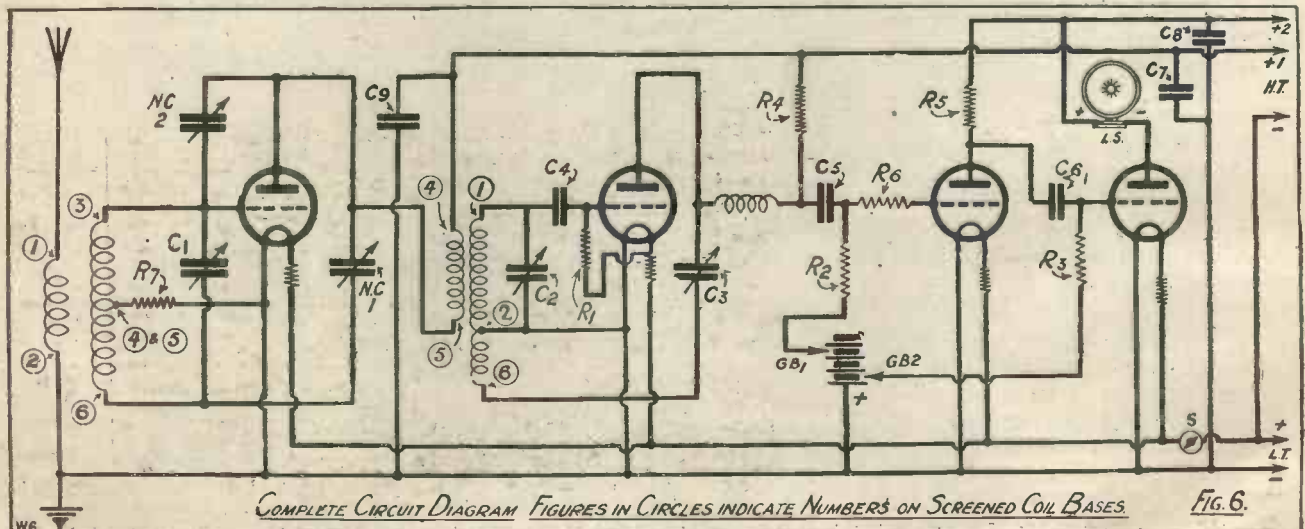 NC
2
C9
R4
R5
C8
+2
+1
C7
H.T.
-
+
-
L.S.
3
1
C1
R7
4 & 5
2
6
NC
1
4
1
C4
C2
R1
2
5
6
C3
C5
R6
R2
GB1
GB2
+
C6
R3
S
+
L.T.
-
W6.
COMPLETE CIRCUIT DIAGRAM FIGURES IN CIRCLES INDICATE NUMBERS ON SCREENED COIL BASES.
FIG. 6.